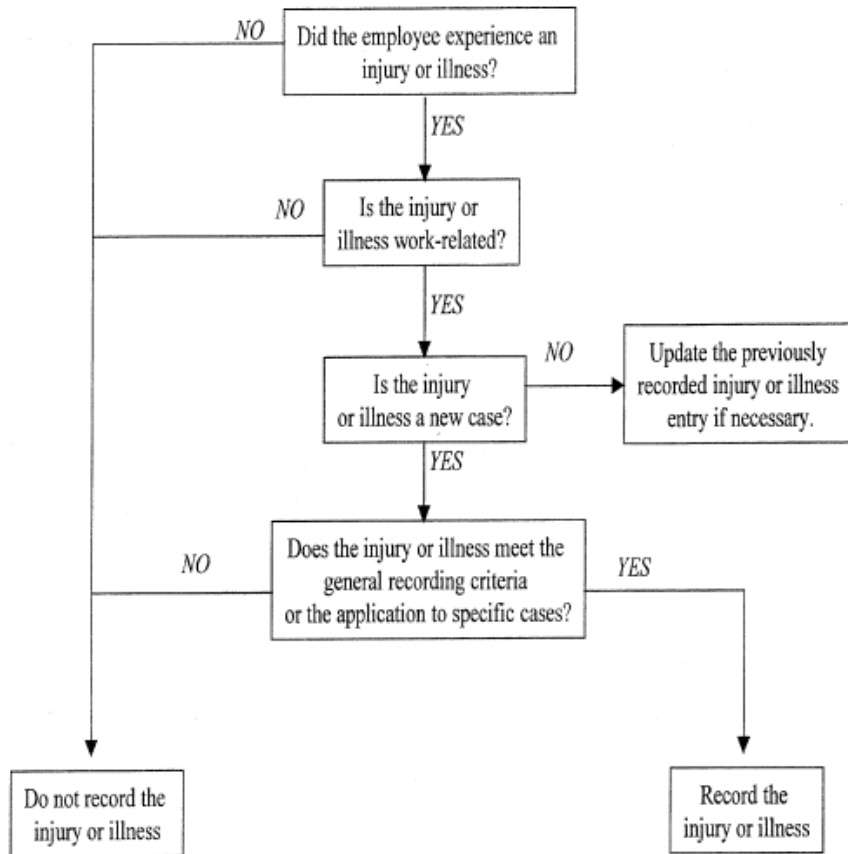 NO
Did the employee experience an
injury or illness?
YES
NO
Is the injury or
illness work-related?
YES
NO
Is the injury
or illness a new case?
Update the previously
recorded injury or illness
entry if necessary.
YES
NO
Does the injury or illness meet the
general recording criteria
or the application to specific cases?
YES
Do not record the
injury or illness
Record the
injury or illness